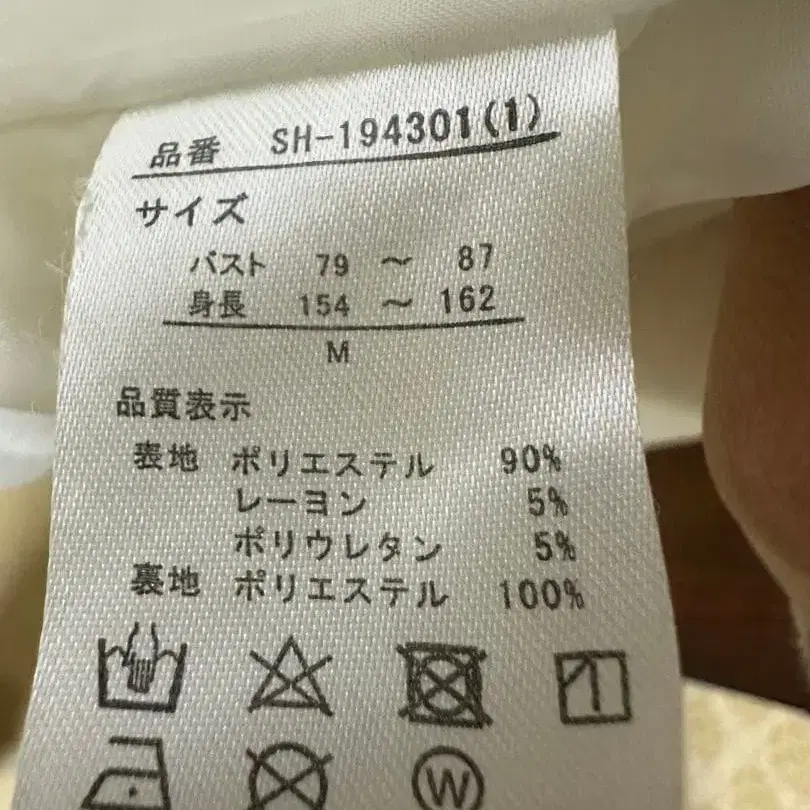 品番 SH-194301(1)
サイズ
バスト 79 ～ 87
身長 154 ～ 162
M
品質表示
表地 ポリエステル 90%
レーヨン 5%
ポリウレタン 5%
裏地 ポリエステル 100%
W